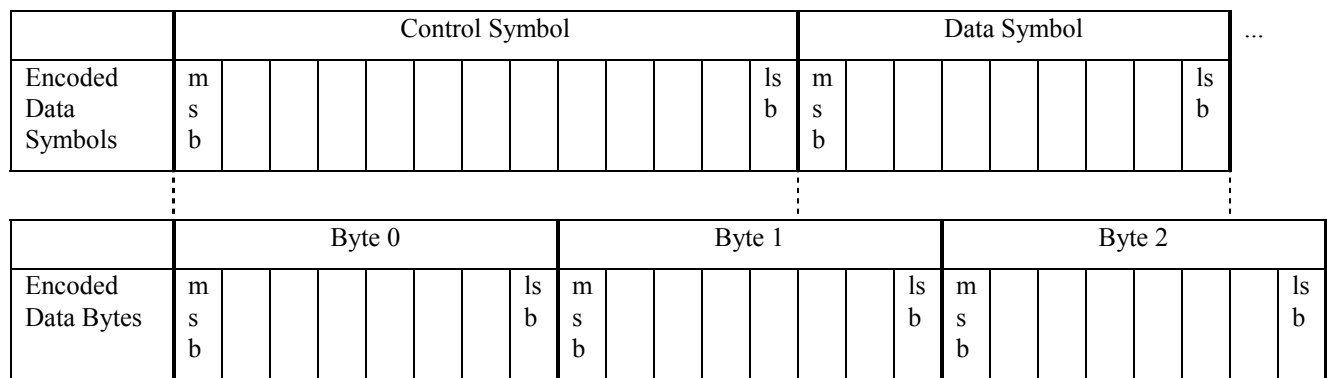 Control Symbol Data Symbol ...
Encoded m ls m ls
Data s b s b
Symbols b b
Byte 0 Byte 1 Byte 2
Encoded m ls m ls m ls
Data Bytes s b s b s b
b b b